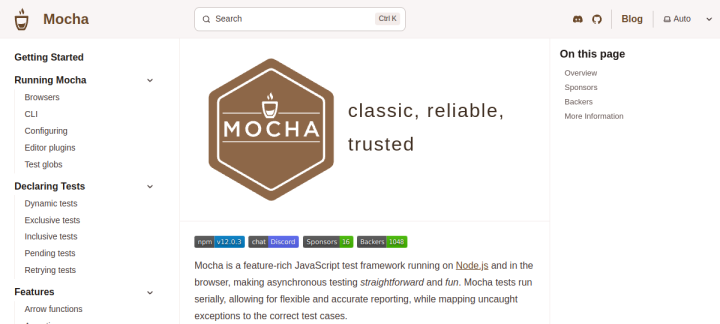 Mocha
Search
Ctrl K
Blog
Auto
Getting Started
Running Mocha
Browsers
CLI
Configuring
Editor plugins
Test globs
Declaring Tests
Dynamic tests
Exclusive tests
Inclusive tests
Pending tests
Retrying tests
Features
Arrow functions
MOCHA
classic, reliable,
trusted
npm v12.0.3 chat Discord Sponsors 16 Backers 1048
Mocha is a feature-rich JavaScript test framework running on Node.js and in the
browser, making asynchronous testing straightforward and fun. Mocha tests run
serially, allowing for flexible and accurate reporting, while mapping uncaught
exceptions to the correct test cases.
On this page
Overview
Sponsors
Backers
More Information